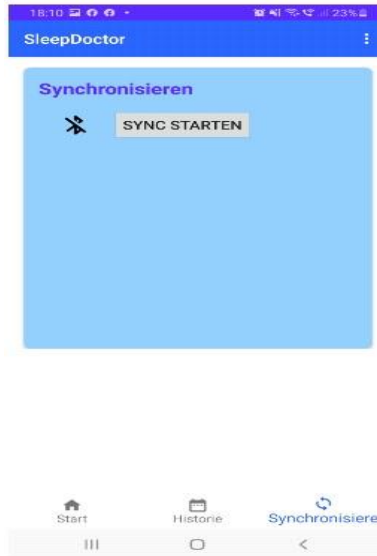 18:10
23%
SleepDoctor
Synchronisieren
SYNC STARTEN
Start
Historie
Synchronisiere